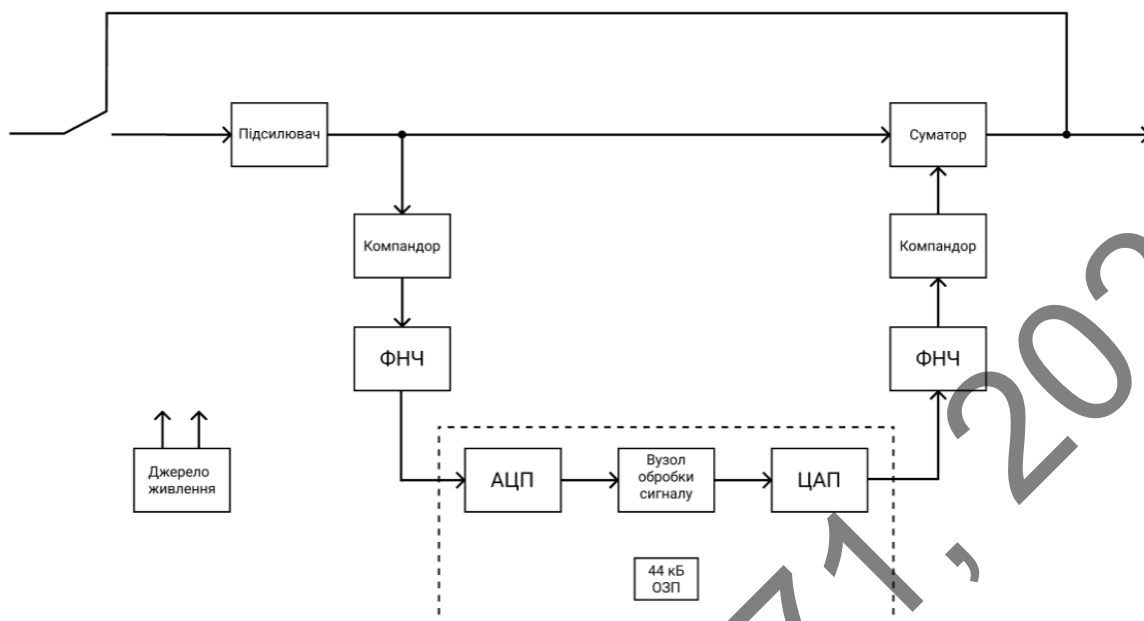 Підсилювач
Суматор
Компандор
Компандор
ФНЧ
ФНЧ
Джерело
живлення
АЦП
Вузол
обробки
сигналу
ЦАП
44 кБ
ОЗП